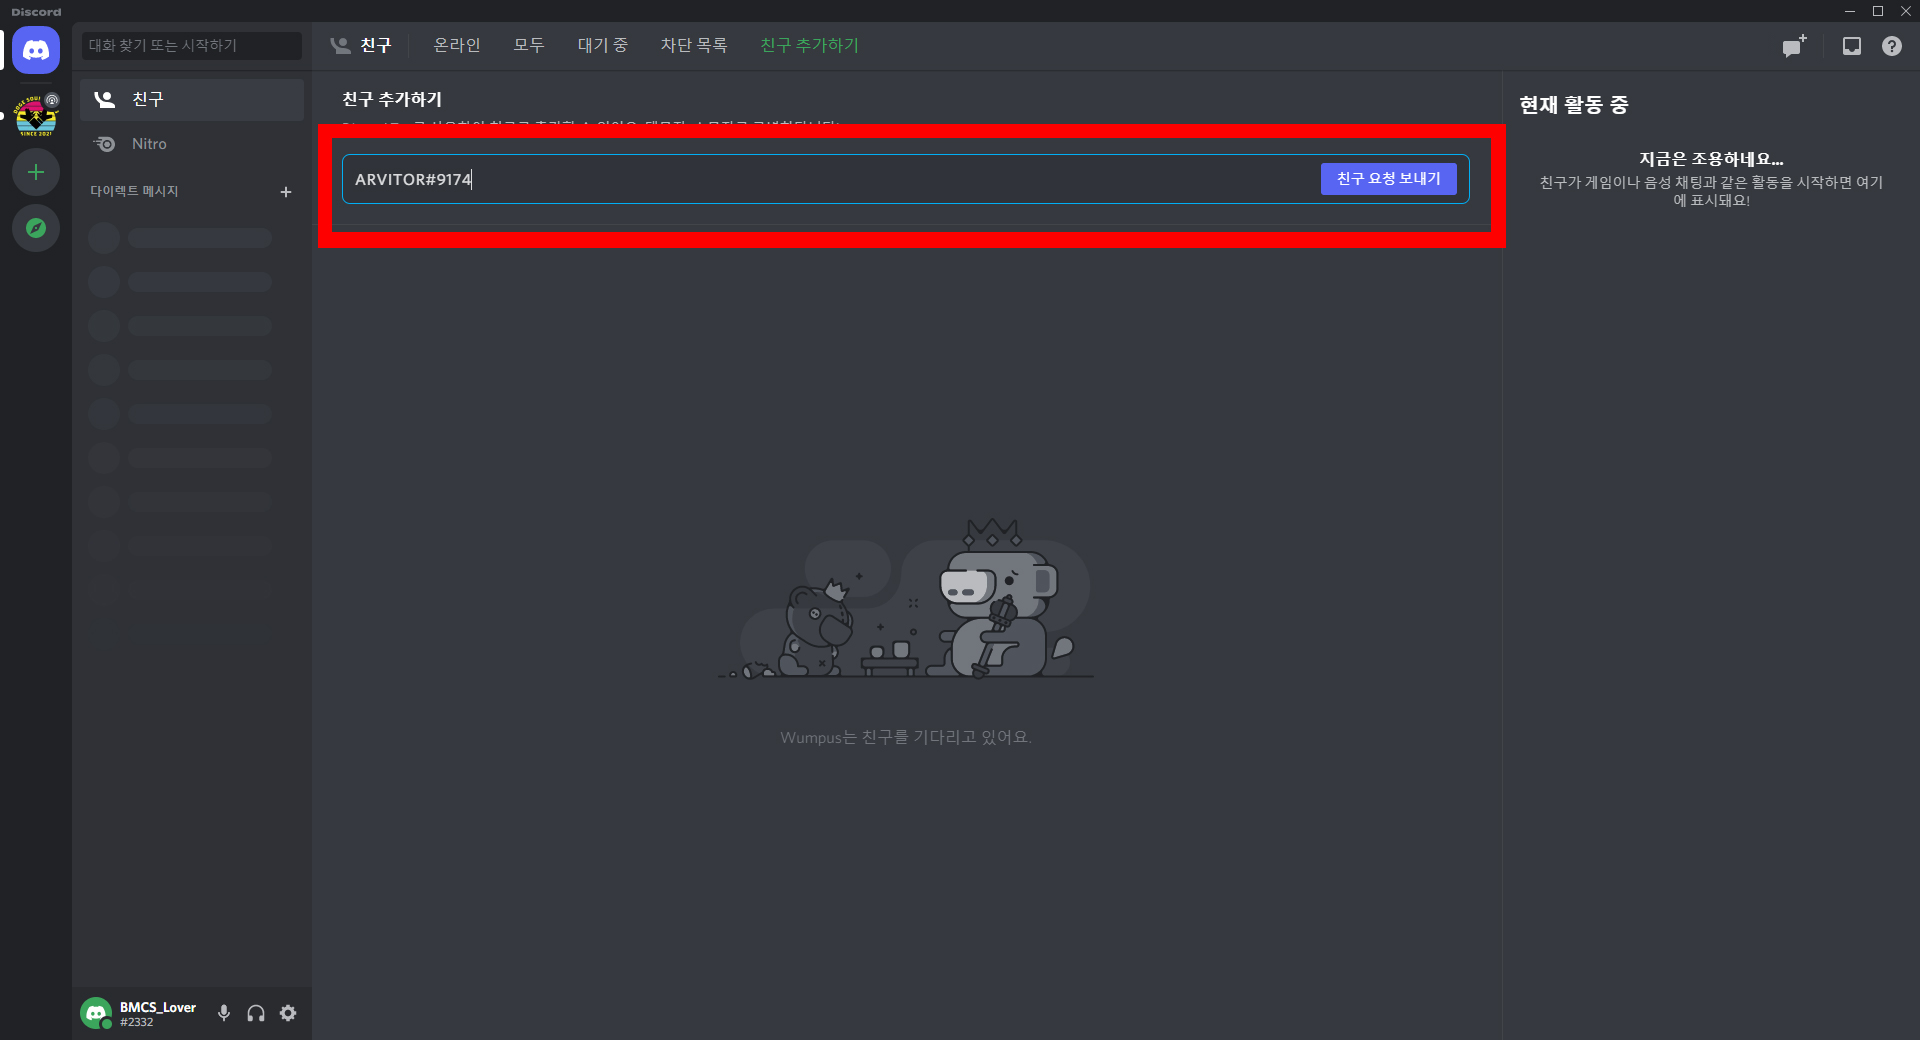 Discord
대화 찾기 또는 시작하기
친구
온라인
모두
대기 중
차단 목록
친구 추가하기
친구
Nitro
다이렉트 메시지
친구 추가하기
ARVITOR#9174
친구 요청 보내기
현재 활동 중
지금은 조용하네요...
친구가 게임이나 음성 채팅과 같은 활동을 시작하면 여기
에 표시돼요!
SINCE 2021
Wumpus는 친구를 기다리고 있어요.
BMCS_Lover
#2332